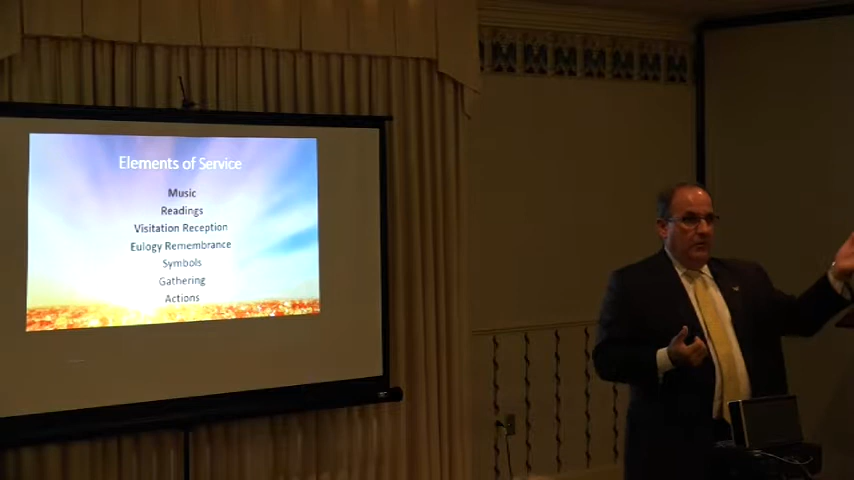 Elements of Service
Music
Readings
Visitation Reception
Eulogy Remembrance
Symbols
Gathering
Actions